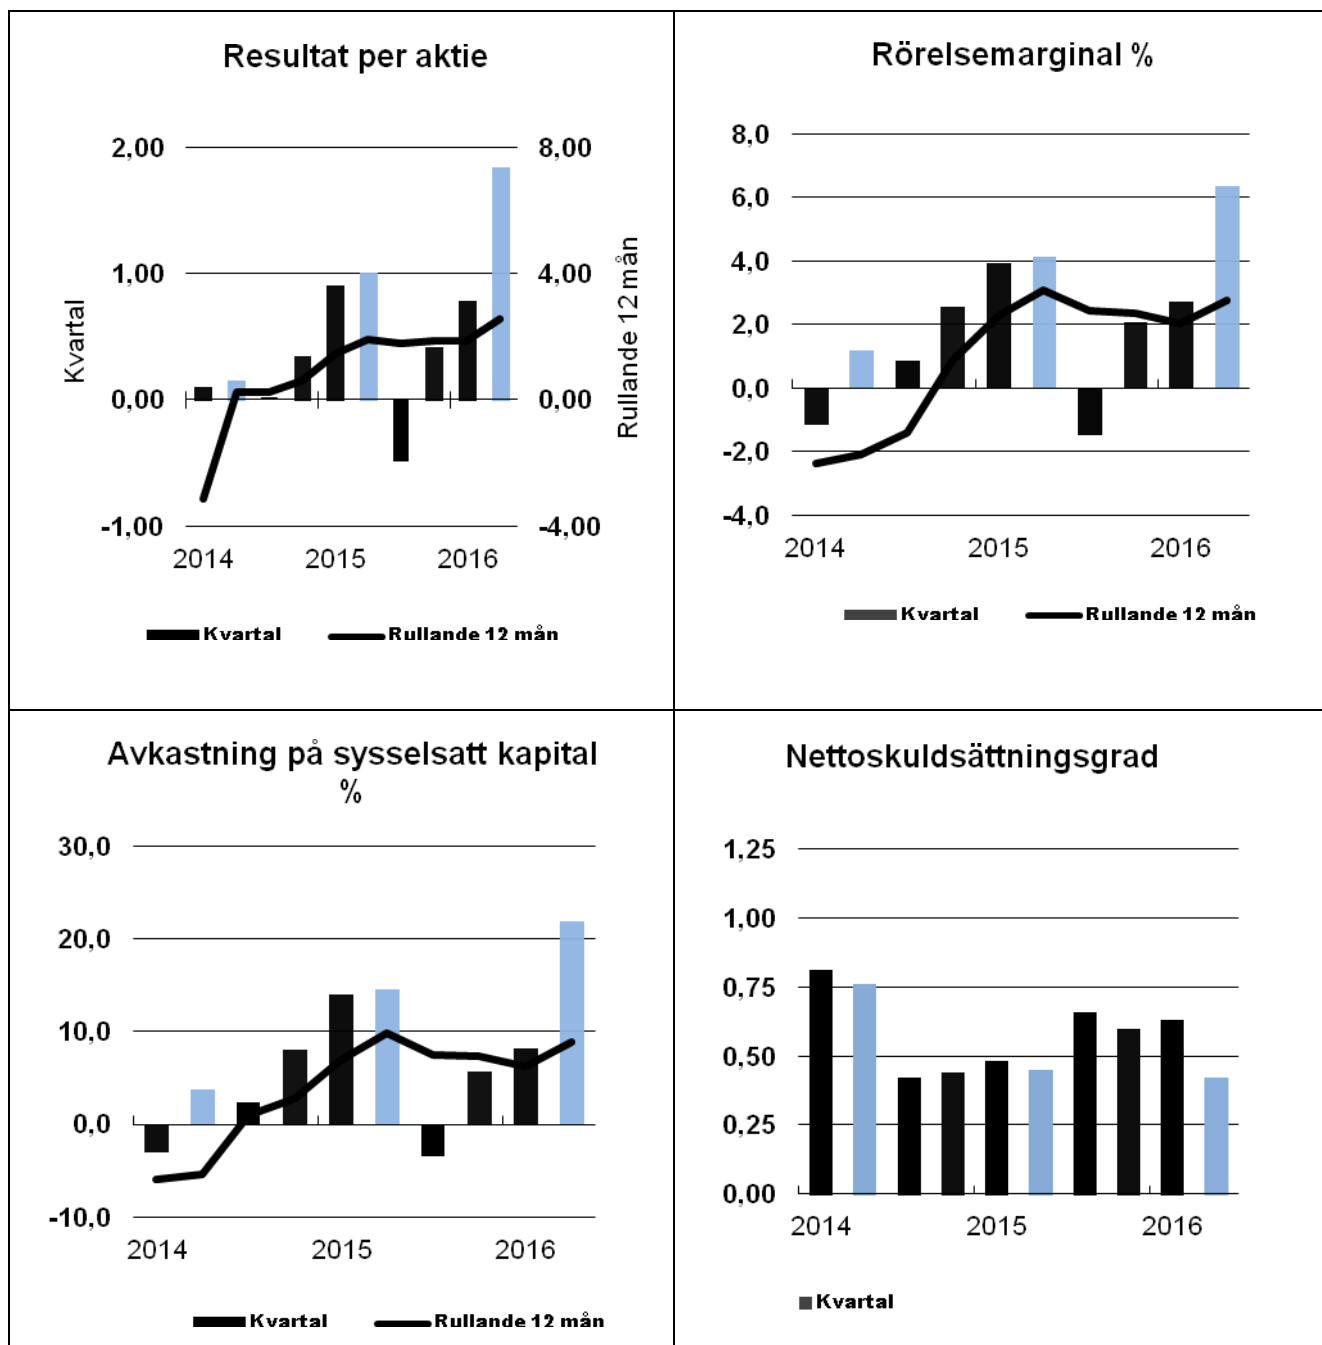 Resultat per aktie
2,00
1,00
0,00
-1,00
Kvartal
8,00
4,00
0,00
-4,00
Rullande 12 mån
2014 2015 2016
Kvartal Rullande 12 mån
Rörelsemarginal %
8,0
6,0
4,0
2,0
0,0
-2,0
-4,0
2014 2015 2016
Kvartal Rullande 12 mån
Avkastning på sysselsatt kapital
%
30,0
20,0
10,0
0,0
-10,0
2014 2015 2016
Kvartal Rullande 12 mån
Nettoskuldsättningsgrad
1,25
1,00
0,75
0,50
0,25
0,00
2014 2015 2016
Kvartal